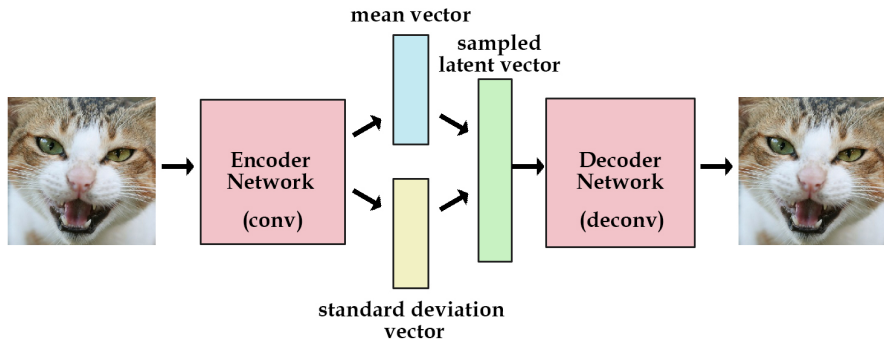 mean vector
sampled
latent vector
Encoder
Network
(conv)
Decoder
Network
(deconv)
standard deviation
vector